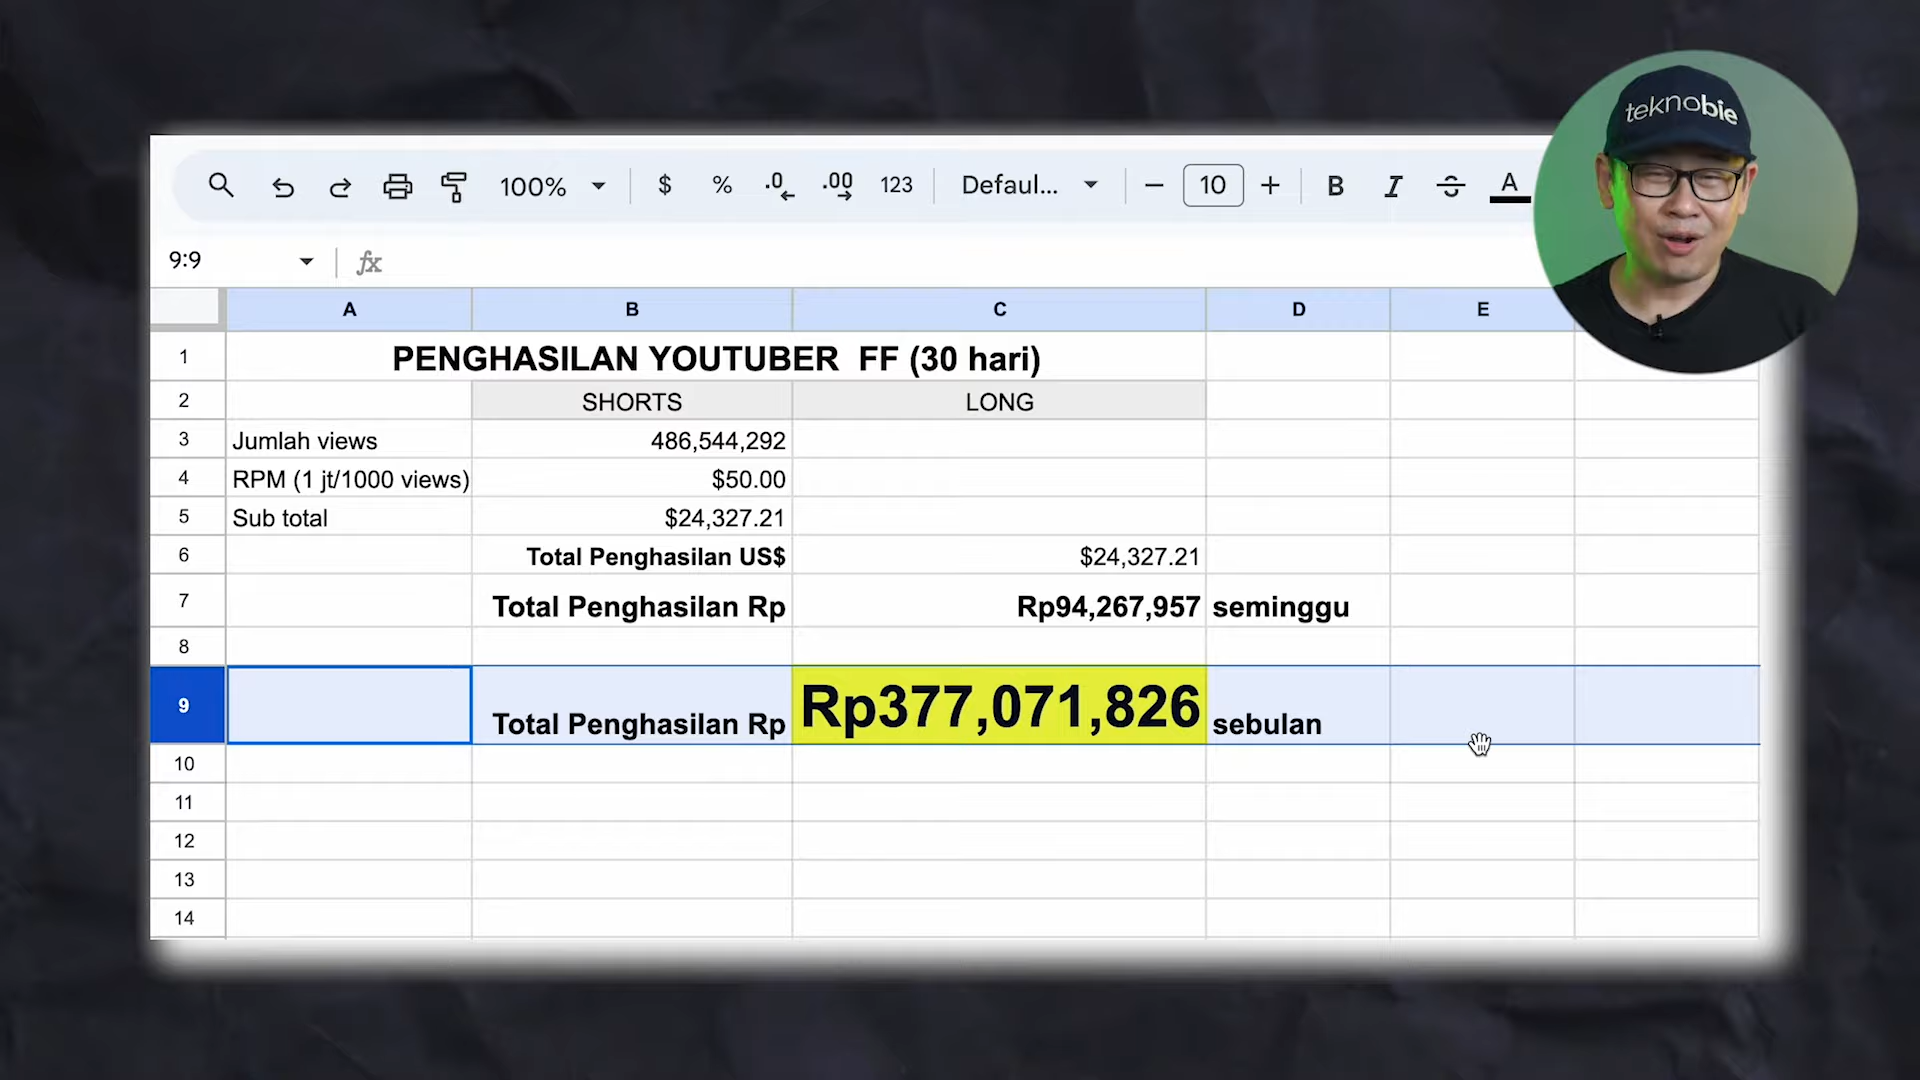 teknobie
100% $ % .0 .00 123 Defaul... 10 B I S A
9:9 fx
A B C D E
1 PENGHASILAN YOUTUBER FF (30 hari)
2 SHORTS LONG
3 Jumlah views 486,544,292
4 RPM (1 jt/1000 views) $50.00
5 Sub total $24,327.21
6 Total Penghasilan US$ $24,327.21
7 Total Penghasilan Rp Rp94,267,957 seminggu
8
9 Total Penghasilan Rp Rp377,071,826 sebulan
10
11
12
13
14